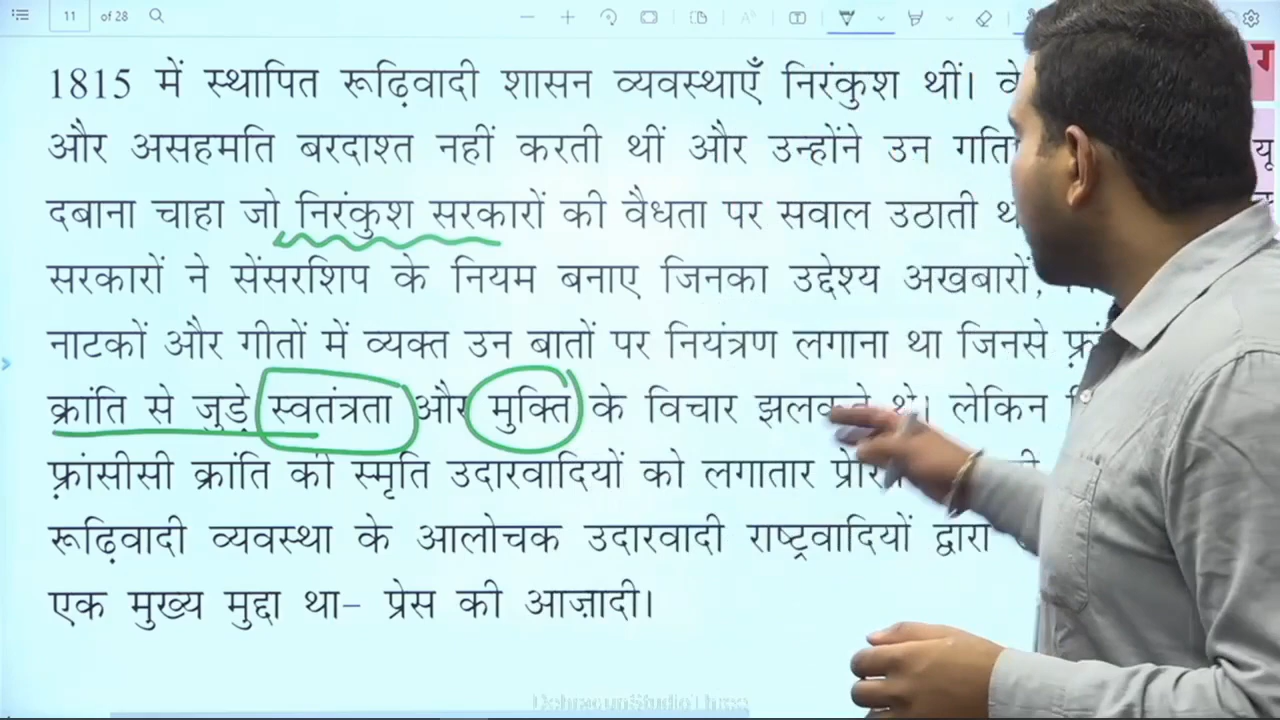 11 of 28
1815 में स्थापित रूढ़िवादी शासन व्यवस्थाएँ निरंकुश थीं। वे
और असहमति बरदाश्त नहीं करती थीं और उन्होंने उन
दबाना चाहा जो निरंकुश सरकारों की वैधता पर सवाल उठाती
सरकारों ने सेंसरशिप के नियम बनाए जिनका उद्देश्य अखबारों,
नाटकों और गीतों में व्यक्त उन बातों पर नियंत्रण लगाना था जिनसे
क्रांति से जुड़े स्वतंत्रता और मुक्ति के विचार झलकते थे। लेकिन
फ़्रांसीसी क्रांति की स्मृति उदारवादियों को लगातार
रूढ़िवादी व्यवस्था के आलोचक उदारवादी राष्ट्रवादियों द्वारा
एक मुख्य मुद्दा था– प्रेस की आज़ादी।